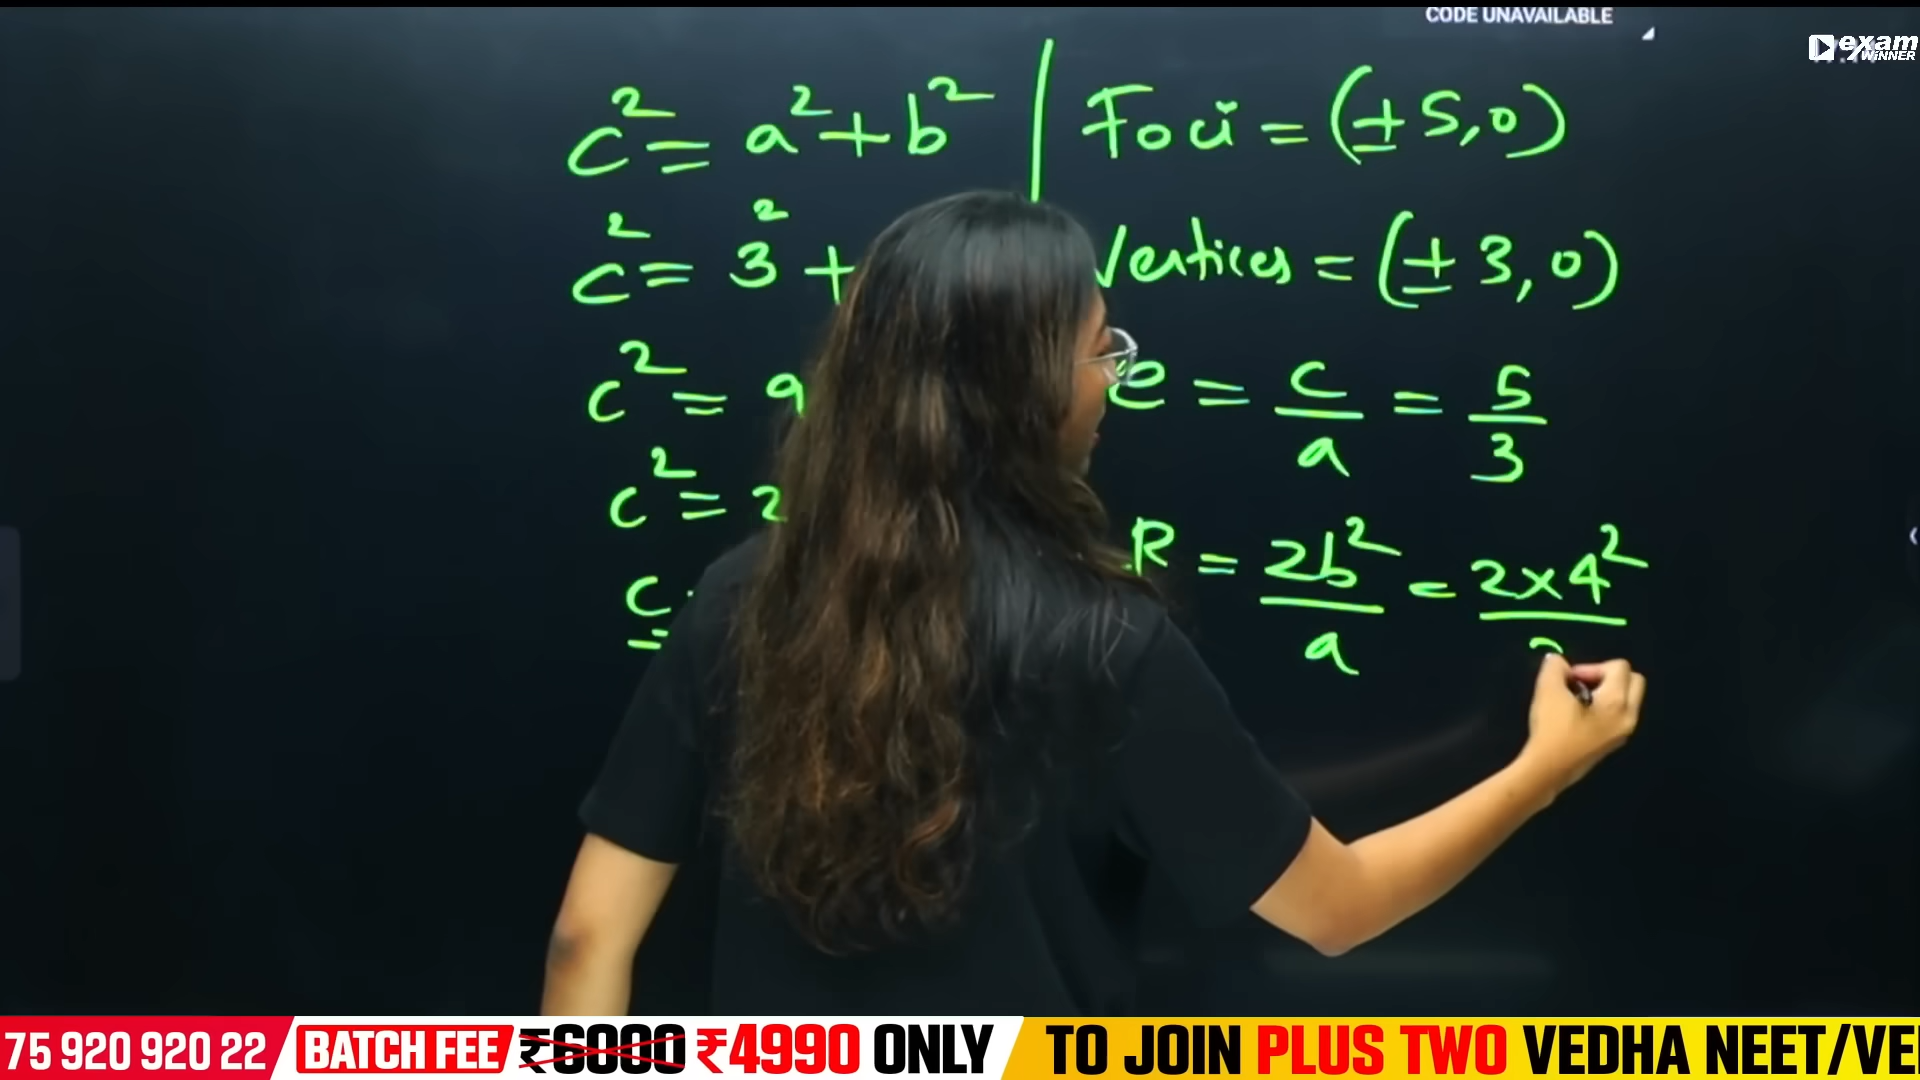 CODE UNAVAILABLE
exam
WiNNER
c² = a² + b²
c² = 3² +
c² = 9
c² = 2
c
Foci = (± 5, 0)
Vertices = (± 3, 0)
e = c/a = 5/3
R = 2b²/a = 2×4²/
75 920 920 22 BATCH FEE ₹6000 ₹4990 ONLY TO JOIN PLUS TWO VEDHA NEET/VE